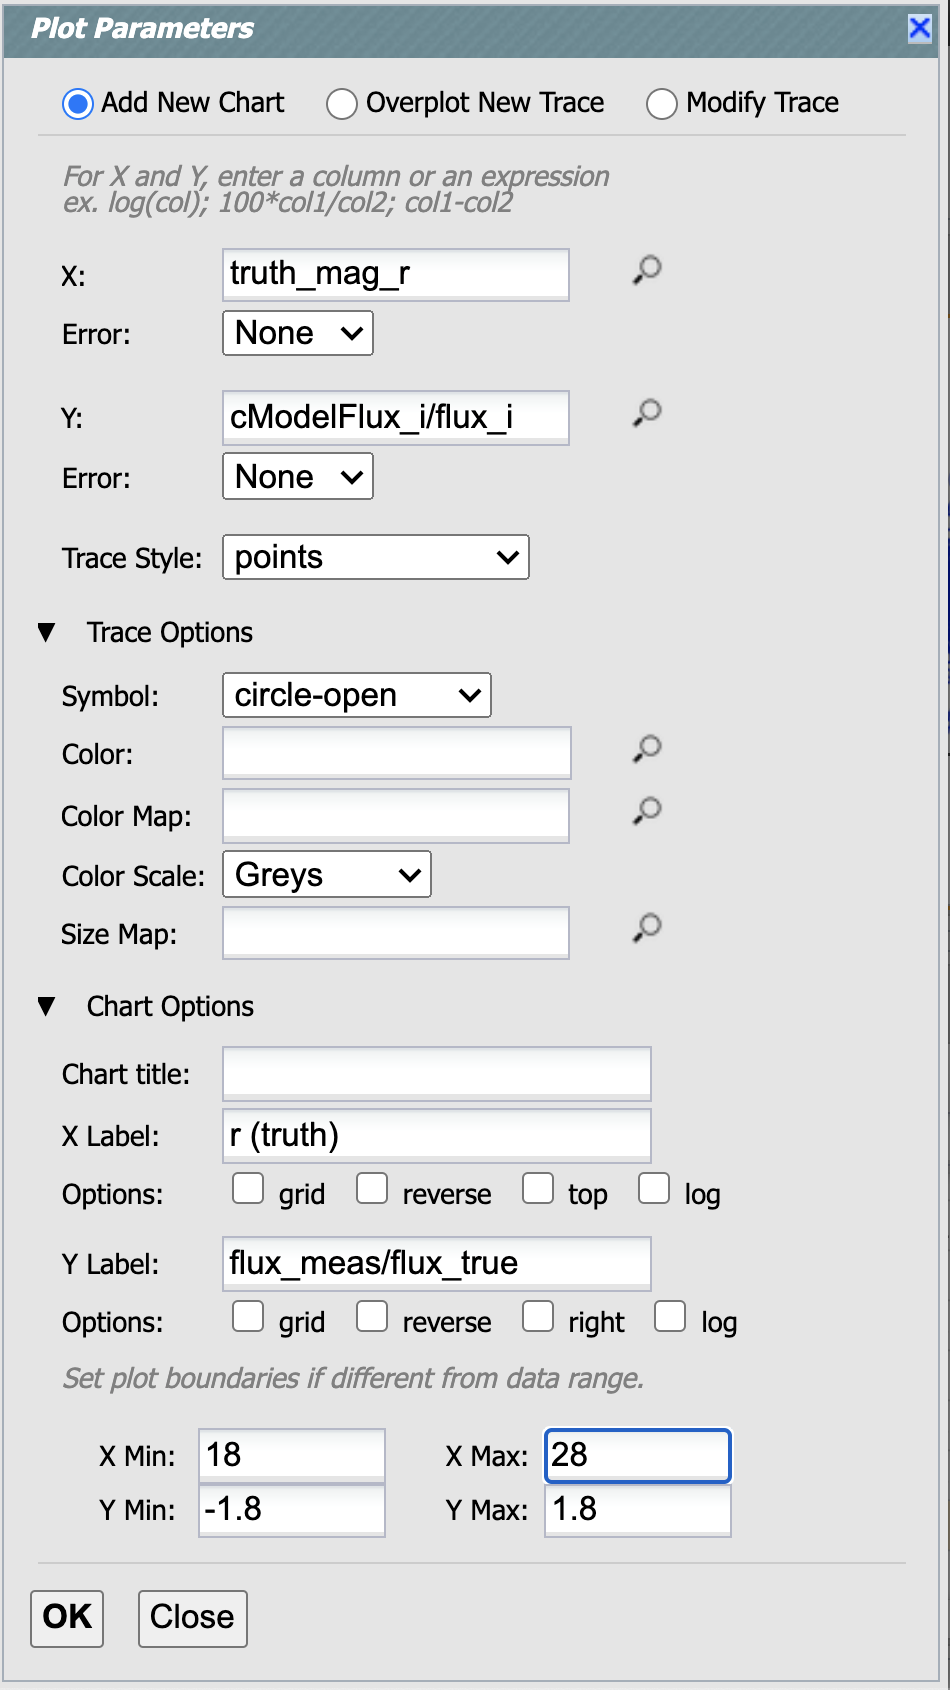 Plot Parameters
Add New Chart Overplot New Trace Modify Trace
For X and Y, enter a column or an expression
ex. log(col); 100*col1/col2; col1-col2
X: truth_mag_r
Error: None
Y: cModelFlux_i/flux_i
Error: None
Trace Style: points
Trace Options
Symbol: circle-open
Color:
Color Map:
Color Scale: Greys
Size Map:
Chart Options
Chart title:
X Label: r (truth)
Options: grid reverse top log
Y Label: flux_meas/flux_true
Options: grid reverse right log
Set plot boundaries if different from data range.
X Min: 18 X Max: 28
Y Min: -1.8 Y Max: 1.8
OK Close